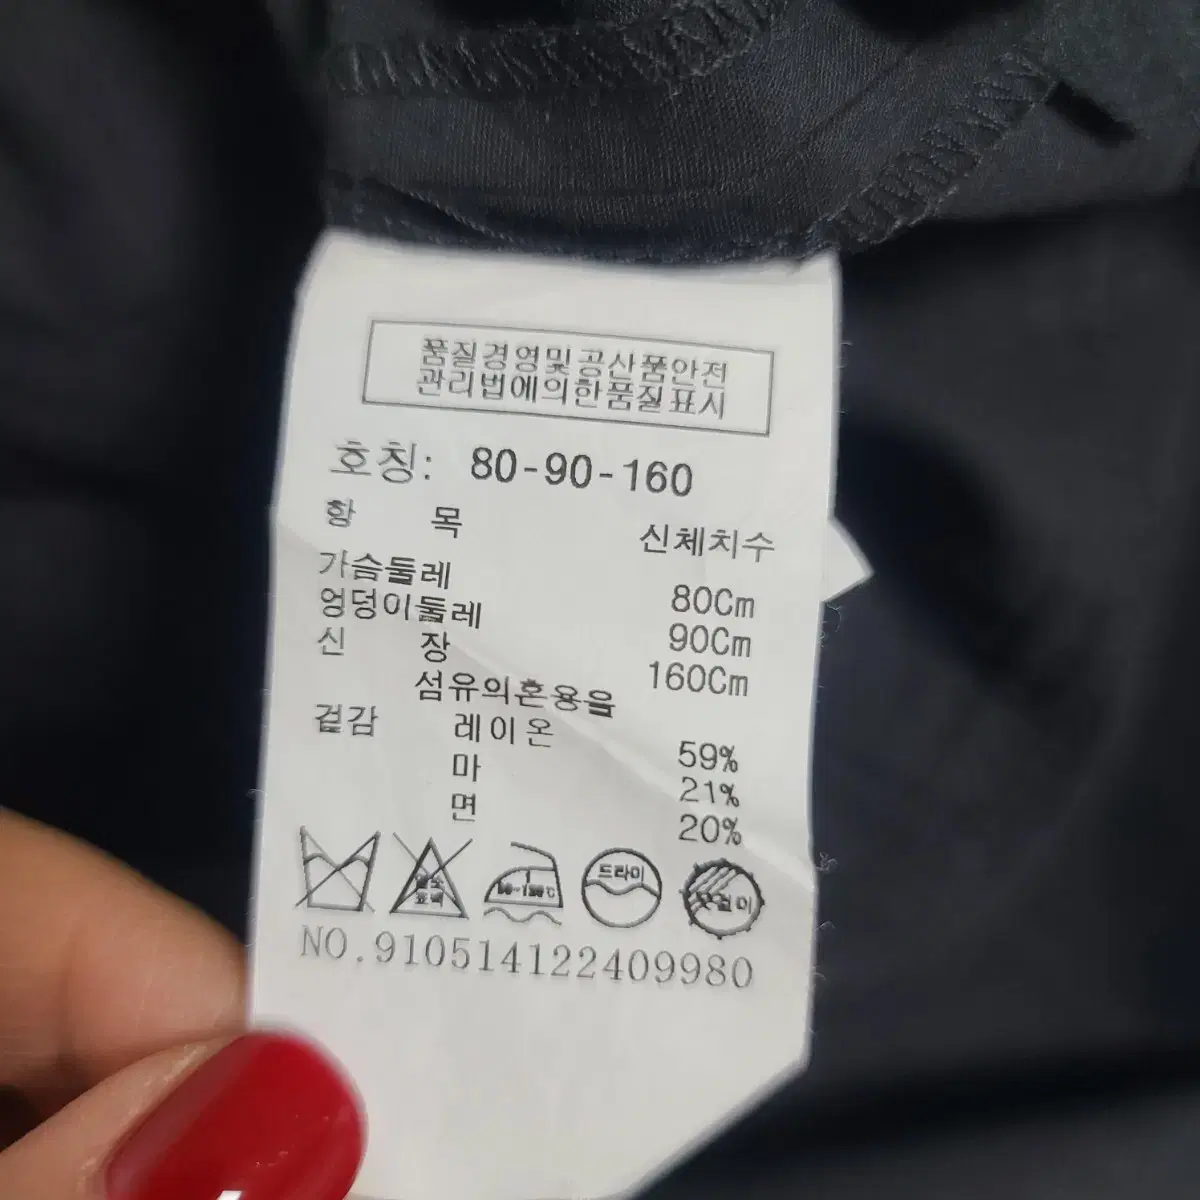 품질경영및공산품안전
관리법에의한품질표시
호칭: 80-90-160
항 목 신체치수
가슴둘레 80Cm
엉덩이둘레 90Cm
신 장 160Cm
섬유의혼용율
겉감 레이온 59%
마 21%
면 20%
드라이
NO.910514122409980